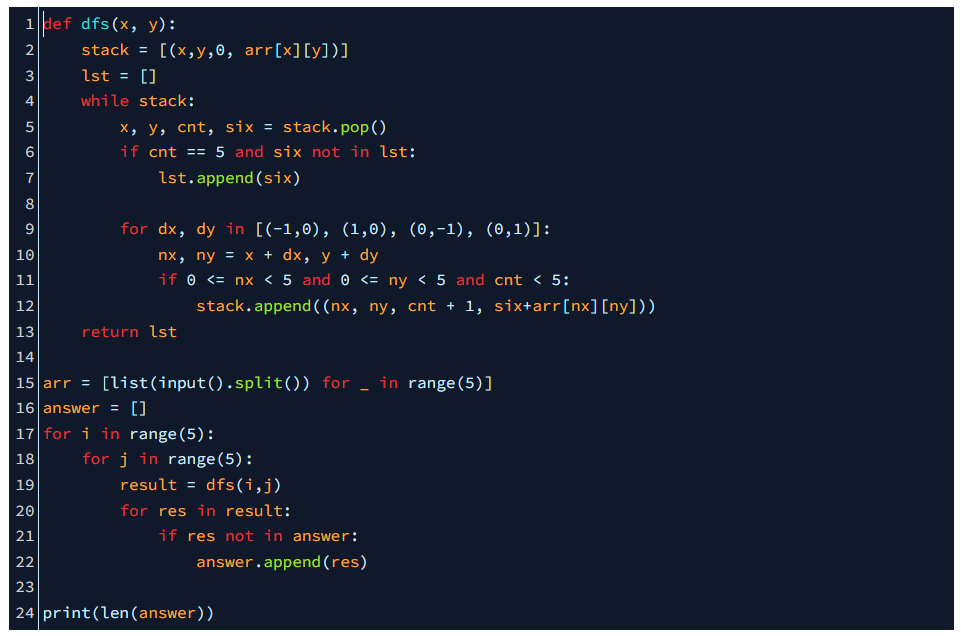 1 def dfs(x, y):
2     stack = [(x,y,0, arr[x][y])]
3     lst = []
4     while stack:
5         x, y, cnt, six = stack.pop()
6         if cnt == 5 and six not in lst:
7             lst.append(six)
8
9         for dx, dy in [(-1,0), (1,0), (0,-1), (0,1)]:
10             nx, ny = x + dx, y + dy
11             if 0 <= nx < 5 and 0 <= ny < 5 and cnt < 5:
12                 stack.append((nx, ny, cnt + 1, six+arr[nx][ny]))
13     return lst
14
15 arr = [list(input().split()) for _ in range(5)]
16 answer = []
17 for i in range(5):
18     for j in range(5):
19         result = dfs(i,j)
20         for res in result:
21             if res not in answer:
22                 answer.append(res)
23
24 print(len(answer))